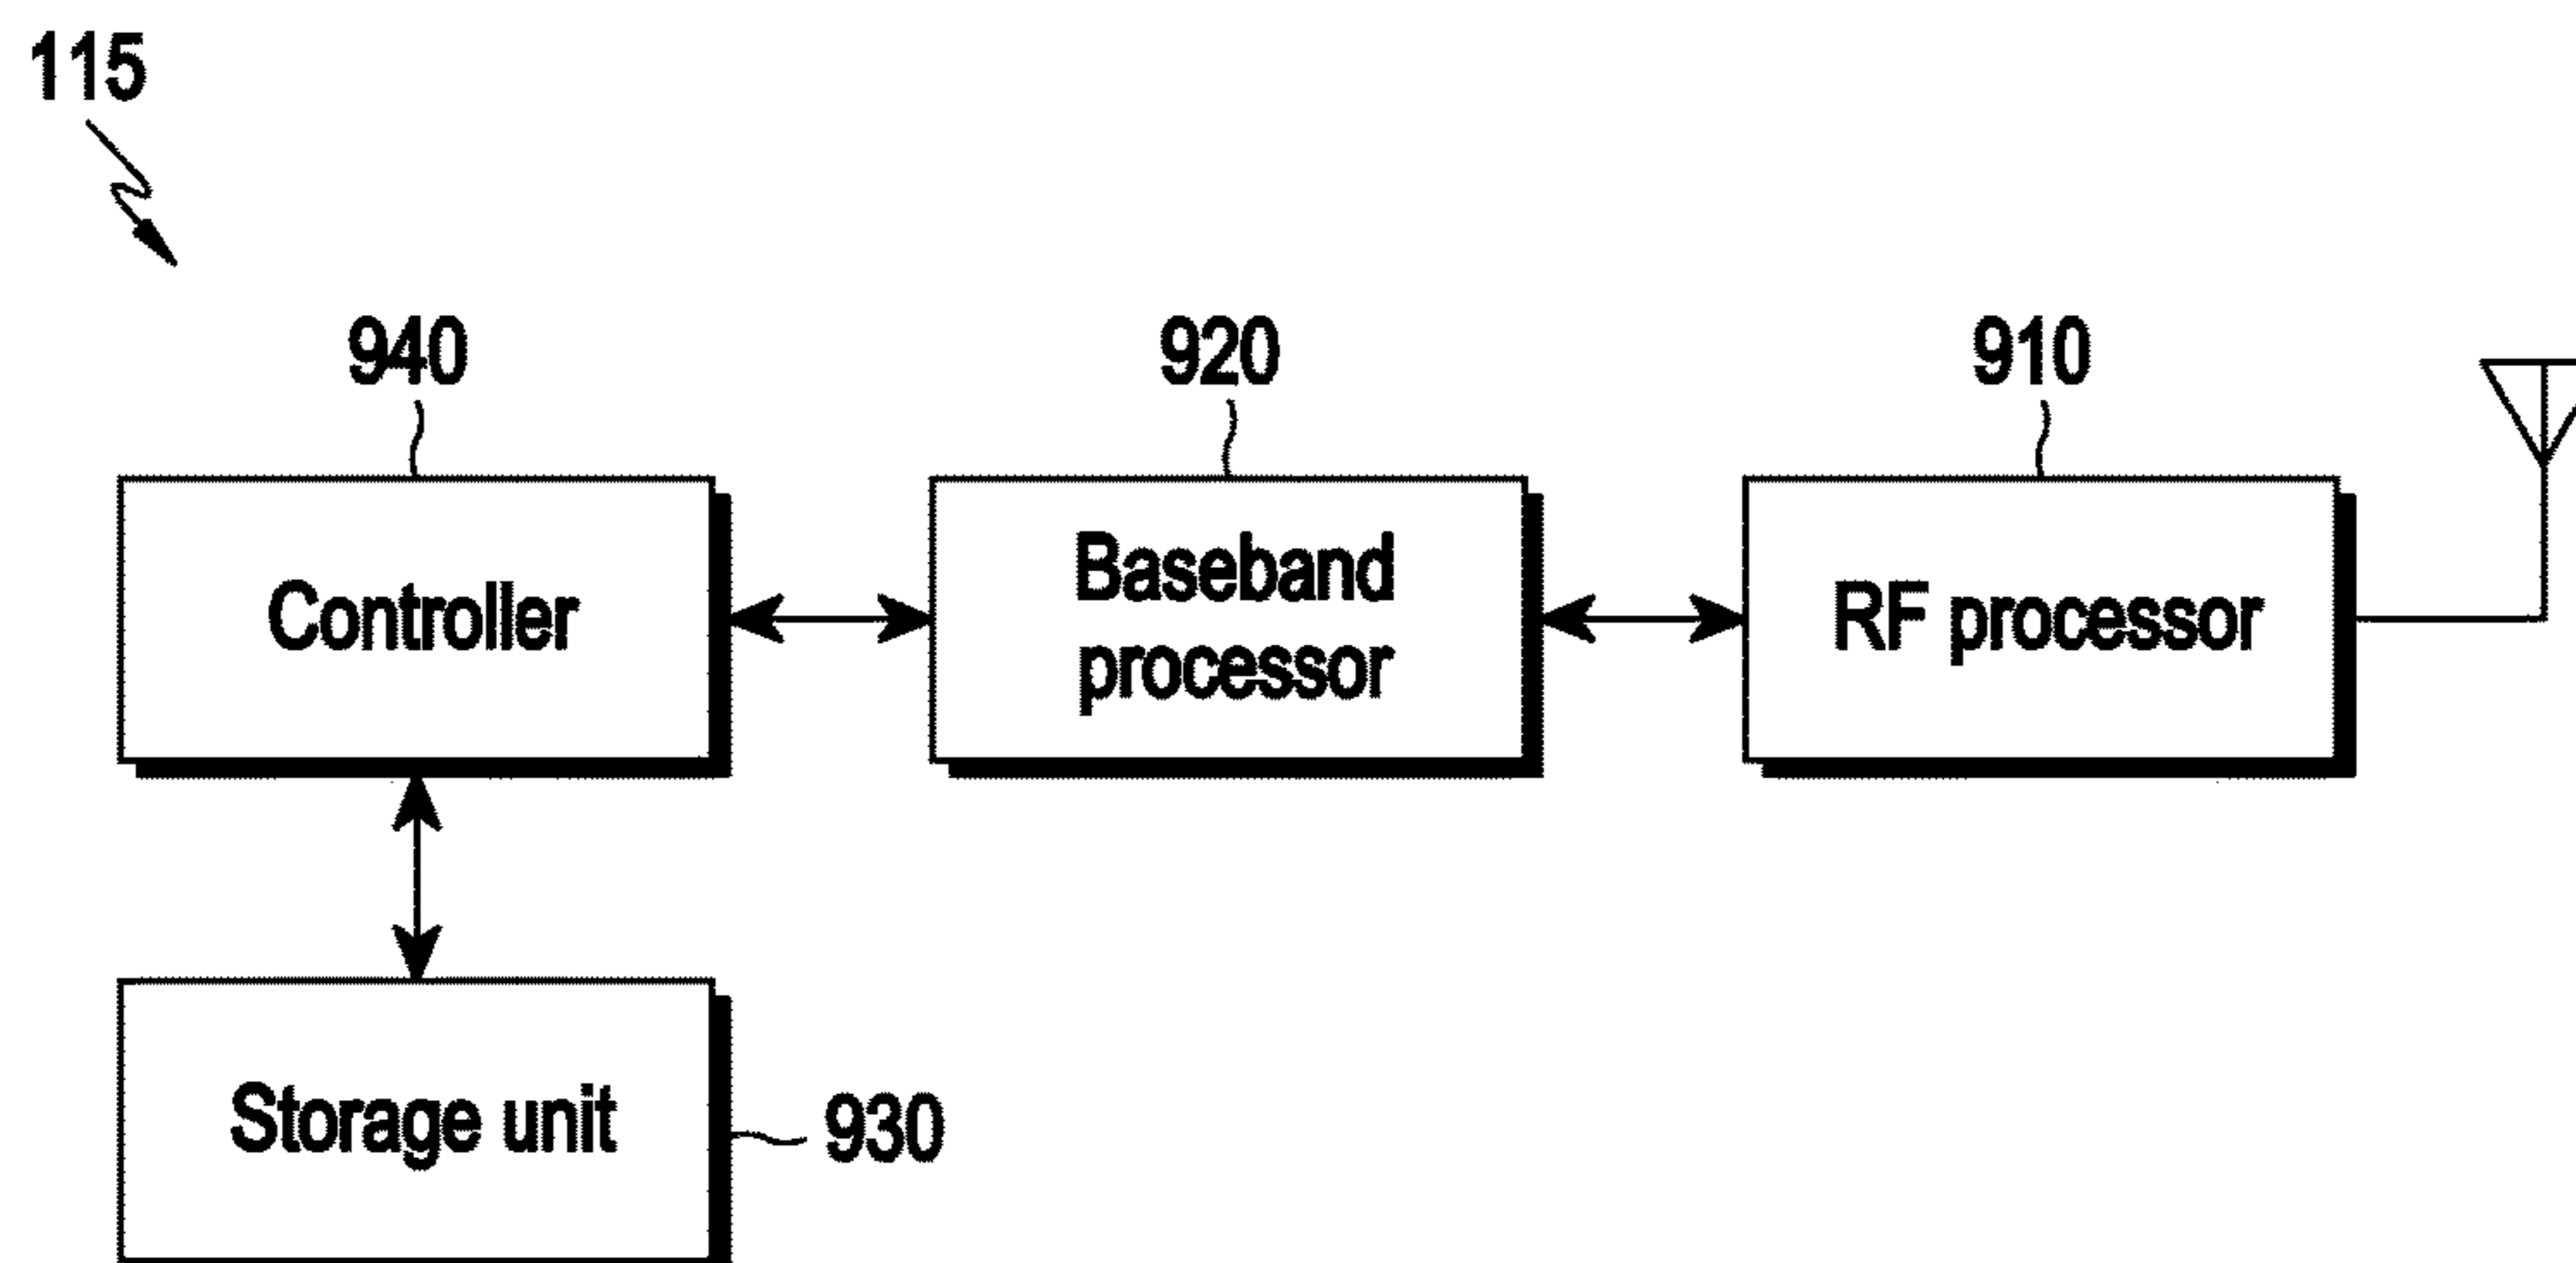 115
940
920
910
Controller
Baseband
processor
RF processor
Storage unit
930